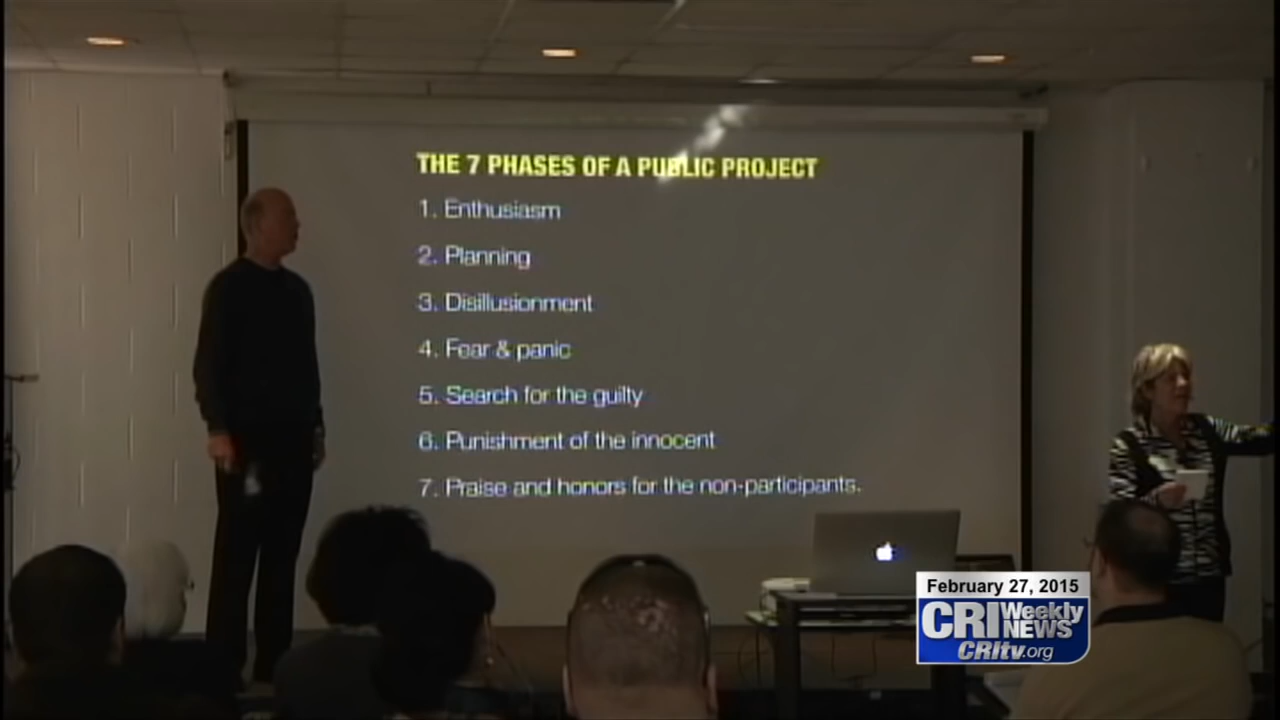 THE 7 PHASES OF A PUBLIC PROJECT
1. Enthusiasm
2. Planning
3. Disillusionment
4. Fear & panic
5. Search for the guilty
6. Punishment of the innocent
7. Praise and honors for the non-participants.
February 27, 2015
CRI Weekly NEWS
CRItv.org